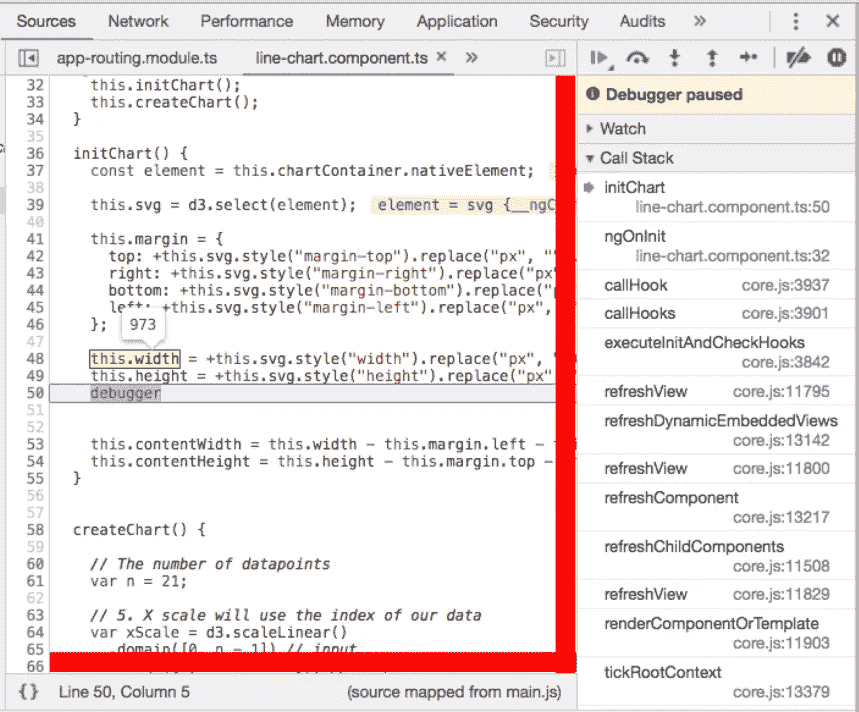 Sources Network Performance Memory Application Security Audits »
app-routing.module.ts line-chart.component.ts × »
32 this.initChart();
33 this.createChart();
34 }
35
36 initChart() {
37 const element = this.chartContainer.nativeElement;
38
39 this.svg = d3.select(element); element = svg {__ngC
40
41 this.margin = {
42 top: +this.svg.style("margin-top").replace("px", "
43 right: +this.svg.style("margin-right").replace("px"
44 bottom: +this.svg.style("margin-bottom").replace("
45 left: +this.svg.style("margin-left").replace("px",
46 };
973
47
48 this.width = +this.svg.style("width").replace("px", "
49 this.height = +this.svg.style("height").replace("px"
50 debugger
51
52
53 this.contentWidth = this.width - this.margin.left -
54 this.contentHeight = this.height - this.margin.top -
55 }
56
57
58 createChart() {
59
60 // The number of datapoints
61 var n = 21;
62
63 // 5. X scale will use the index of our data
64 var xScale = d3.scaleLinear()
65 .domain([0, n - 1]) // input
66
{} Line 50, Column 5 (source mapped from main.js)
Debugger paused
Watch
Call Stack
initChart
line-chart.component.ts:50
ngOnInit
line-chart.component.ts:32
callHook core.js:3937
callHooks core.js:3901
executeInitAndCheckHooks
core.js:3842
refreshView core.js:11795
refreshDynamicEmbeddedViews
core.js:13142
refreshView core.js:11800
refreshComponent
core.js:13217
refreshChildComponents
core.js:11508
refreshView core.js:11829
renderComponentOrTemplate
core.js:11903
tickRootContext
core.js:13379